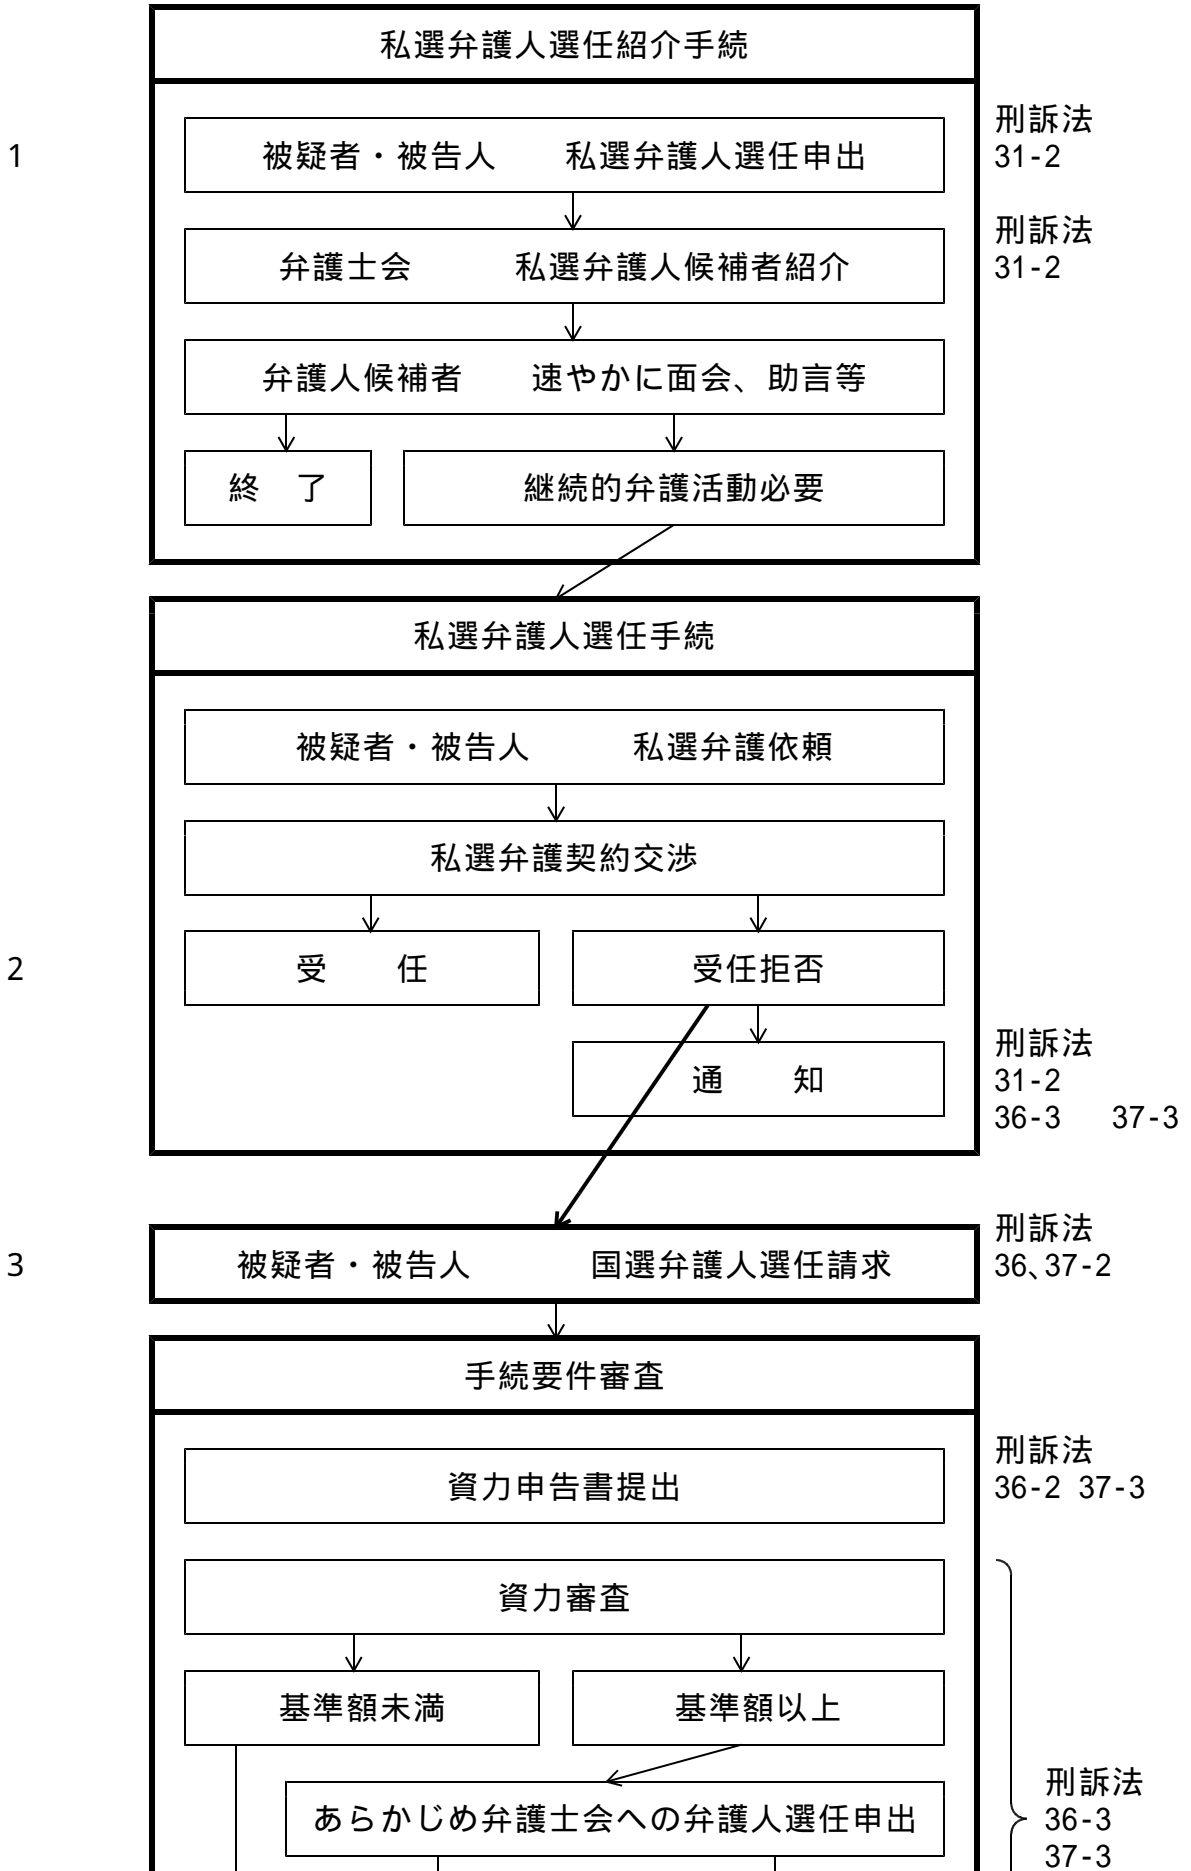 私選弁護人選任紹介手続
刑訴法
1
被疑者・被告人 私選弁護人選任申出
31-2
刑訴法
弁護士会 私選弁護人候補者紹介
31-2
弁護人候補者 速やかに面会、助言等
終 了
継続的弁護活動必要
私選弁護人選任手続
被疑者・被告人 私選弁護依頼
私選弁護契約交渉
2
受 任
受任拒否
刑訴法
通 知
31-2
36-3 37-3
刑訴法
3
被疑者・被告人 国選弁護人選任請求
36、37-2
手続要件審査
刑訴法
資力申告書提出
36-2 37-3
資力審査
基準額未満
基準額以上
刑訴法
あらかじめ弁護士会への弁護人選任申出
36-3
37-3